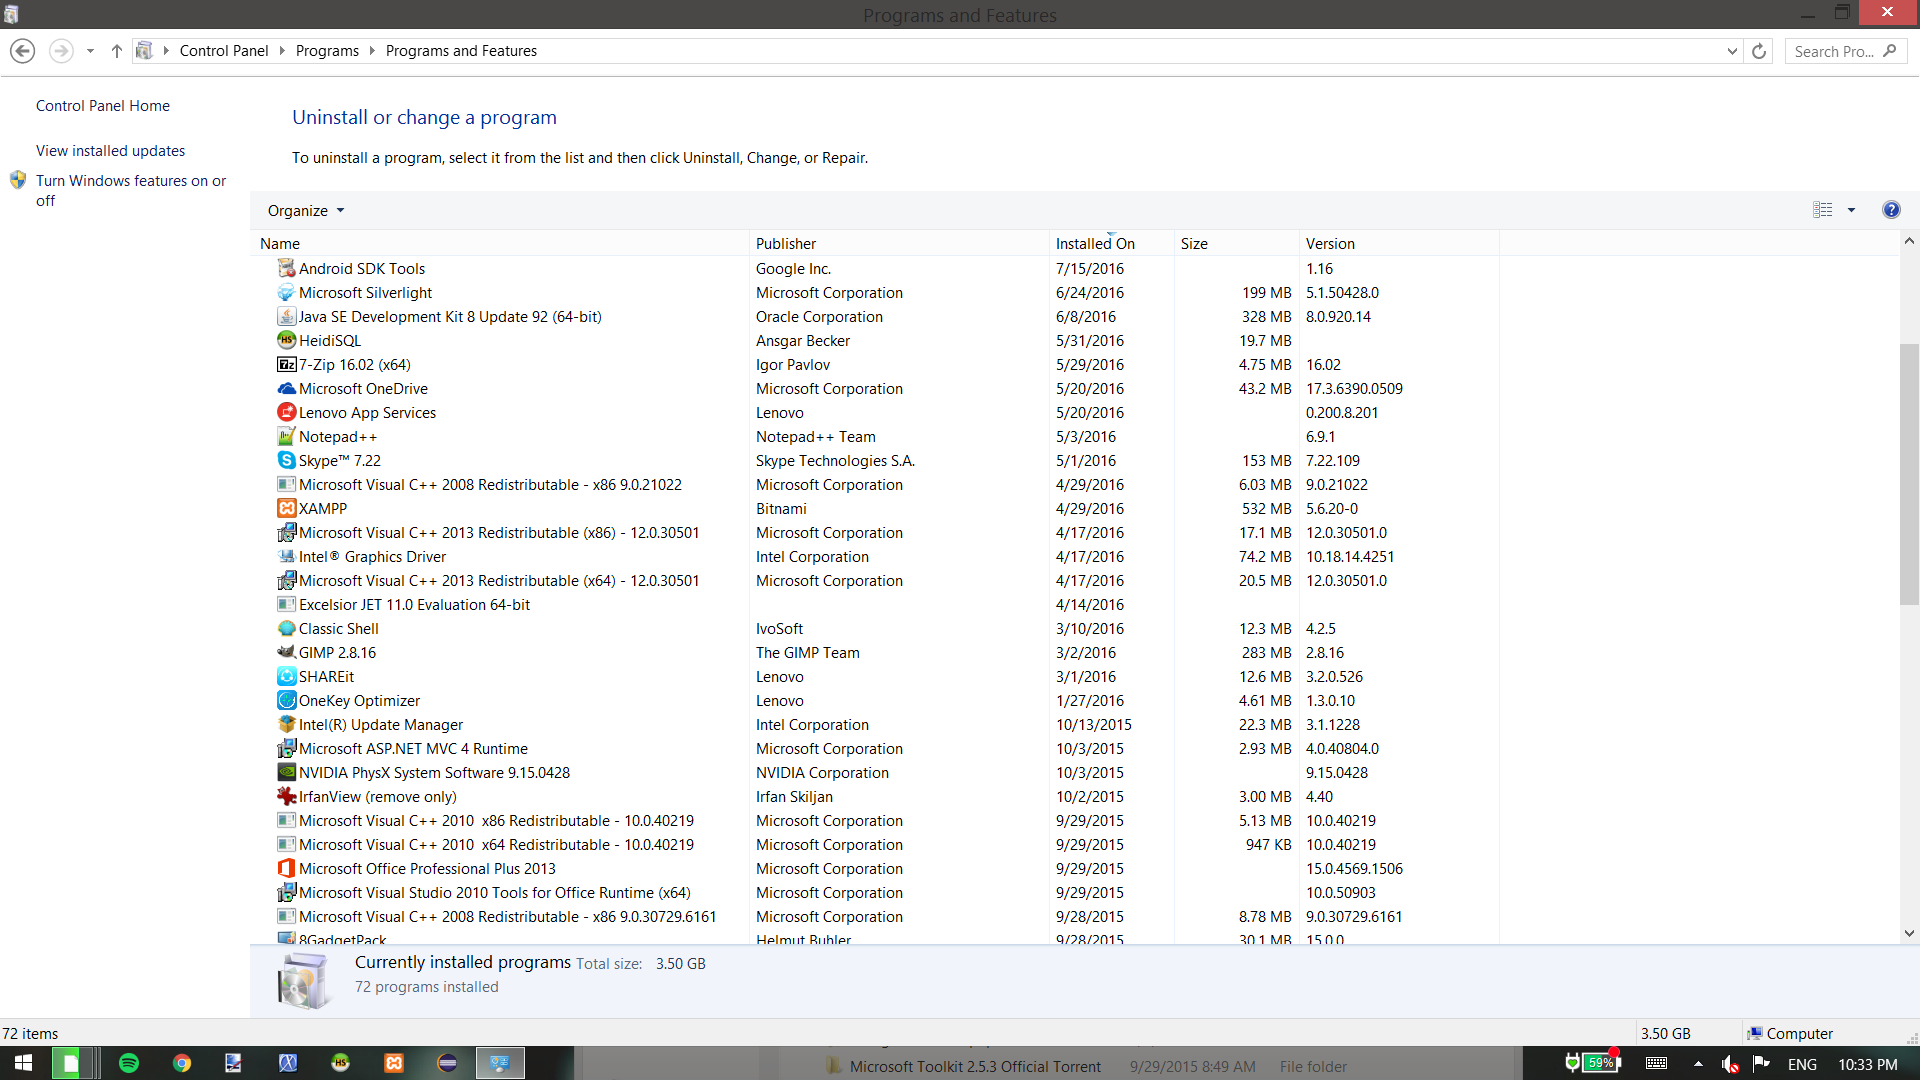 Programs and Features
Control Panel Programs Programs and Features
Search Pro...
Control Panel Home
View installed updates
Turn Windows features on or
off
Uninstall or change a program
To uninstall a program, select it from the list and then click Uninstall, Change, or Repair.
Organize
Name Publisher Installed On Size Version
Android SDK Tools Google Inc. 7/15/2016 1.16
Microsoft Silverlight Microsoft Corporation 6/24/2016 199 MB 5.1.50428.0
Java SE Development Kit 8 Update 92 (64-bit) Oracle Corporation 6/8/2016 328 MB 8.0.920.14
HeidiSQL Ansgar Becker 5/31/2016 19.7 MB
7-Zip 16.02 (x64) Igor Pavlov 5/29/2016 4.75 MB 16.02
Microsoft OneDrive Microsoft Corporation 5/20/2016 43.2 MB 17.3.6390.0509
Lenovo App Services Lenovo 5/20/2016 0.200.8.201
Notepad++ Notepad++ Team 5/3/2016 6.9.1
Skype™ 7.22 Skype Technologies S.A. 5/1/2016 153 MB 7.22.109
Microsoft Visual C++ 2008 Redistributable - x86 9.0.21022 Microsoft Corporation 4/29/2016 6.03 MB 9.0.21022
XAMPP Bitnami 4/29/2016 532 MB 5.6.20-0
Microsoft Visual C++ 2013 Redistributable (x86) - 12.0.30501 Microsoft Corporation 4/17/2016 17.1 MB 12.0.30501.0
Intel® Graphics Driver Intel Corporation 4/17/2016 74.2 MB 10.18.14.4251
Microsoft Visual C++ 2013 Redistributable (x64) - 12.0.30501 Microsoft Corporation 4/17/2016 20.5 MB 12.0.30501.0
Excelsior JET 11.0 Evaluation 64-bit 4/14/2016
Classic Shell IvoSoft 3/10/2016 12.3 MB 4.2.5
GIMP 2.8.16 The GIMP Team 3/2/2016 283 MB 2.8.16
SHAREit Lenovo 3/1/2016 12.6 MB 3.2.0.526
OneKey Optimizer Lenovo 1/27/2016 4.61 MB 1.3.0.10
Intel(R) Update Manager Intel Corporation 10/13/2015 22.3 MB 3.1.1228
Microsoft ASP.NET MVC 4 Runtime Microsoft Corporation 10/3/2015 2.93 MB 4.0.40804.0
NVIDIA PhysX System Software 9.15.0428 NVIDIA Corporation 10/3/2015 9.15.0428
IrfanView (remove only) Irfan Skiljan 10/2/2015 3.00 MB 4.40
Microsoft Visual C++ 2010 x86 Redistributable - 10.0.40219 Microsoft Corporation 9/29/2015 5.13 MB 10.0.40219
Microsoft Visual C++ 2010 x64 Redistributable - 10.0.40219 Microsoft Corporation 9/29/2015 947 KB 10.0.40219
Microsoft Office Professional Plus 2013 Microsoft Corporation 9/29/2015 15.0.4569.1506
Microsoft Visual Studio 2010 Tools for Office Runtime (x64) Microsoft Corporation 9/29/2015 10.0.50903
Microsoft Visual C++ 2008 Redistributable - x86 9.0.30729.6161 Microsoft Corporation 9/28/2015 8.78 MB 9.0.30729.6161
8GadgetPack Helmut Buhler 9/28/2015 30.1 MB 15.0.0
Currently installed programs Total size: 3.50 GB
72 programs installed
72 items 3.50 GB Computer
Microsoft Toolkit 2.5.3 Official Torrent 9/29/2015 8:49 AM File folder
59% ENG 10:33 PM